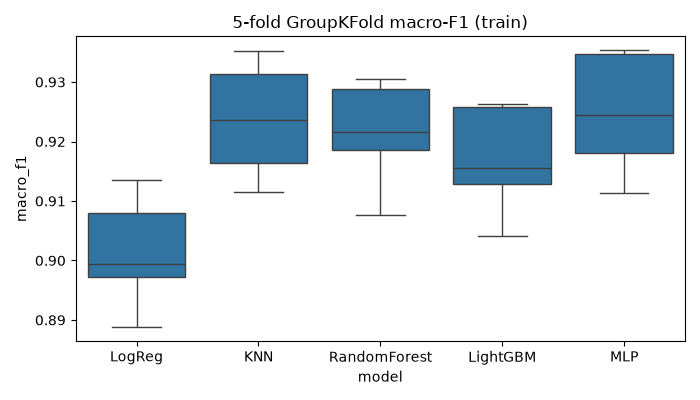 5-fold GroupKFold macro-F1 (train)
macro_f1
0.93
0.92
0.91
0.90
0.89
LogReg KNN RandomForest LightGBM MLP
model